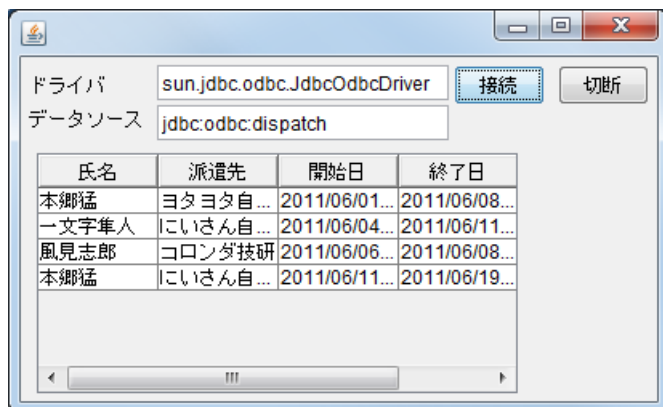 ドライバ sun.jdbc.odbc.JdbcOdbcDriver 接続 切断
データソース jdbc:odbc:dispatch
氏名 派遣先 開始日 終了日
本郷猛 ヨタヨタ自... 2011/06/01... 2011/06/08...
一文字隼人 にいさん自... 2011/06/04... 2011/06/11...
風見志郎 コロンダ技研 2011/06/06... 2011/06/08...
本郷猛 にいさん自... 2011/06/11... 2011/06/19...